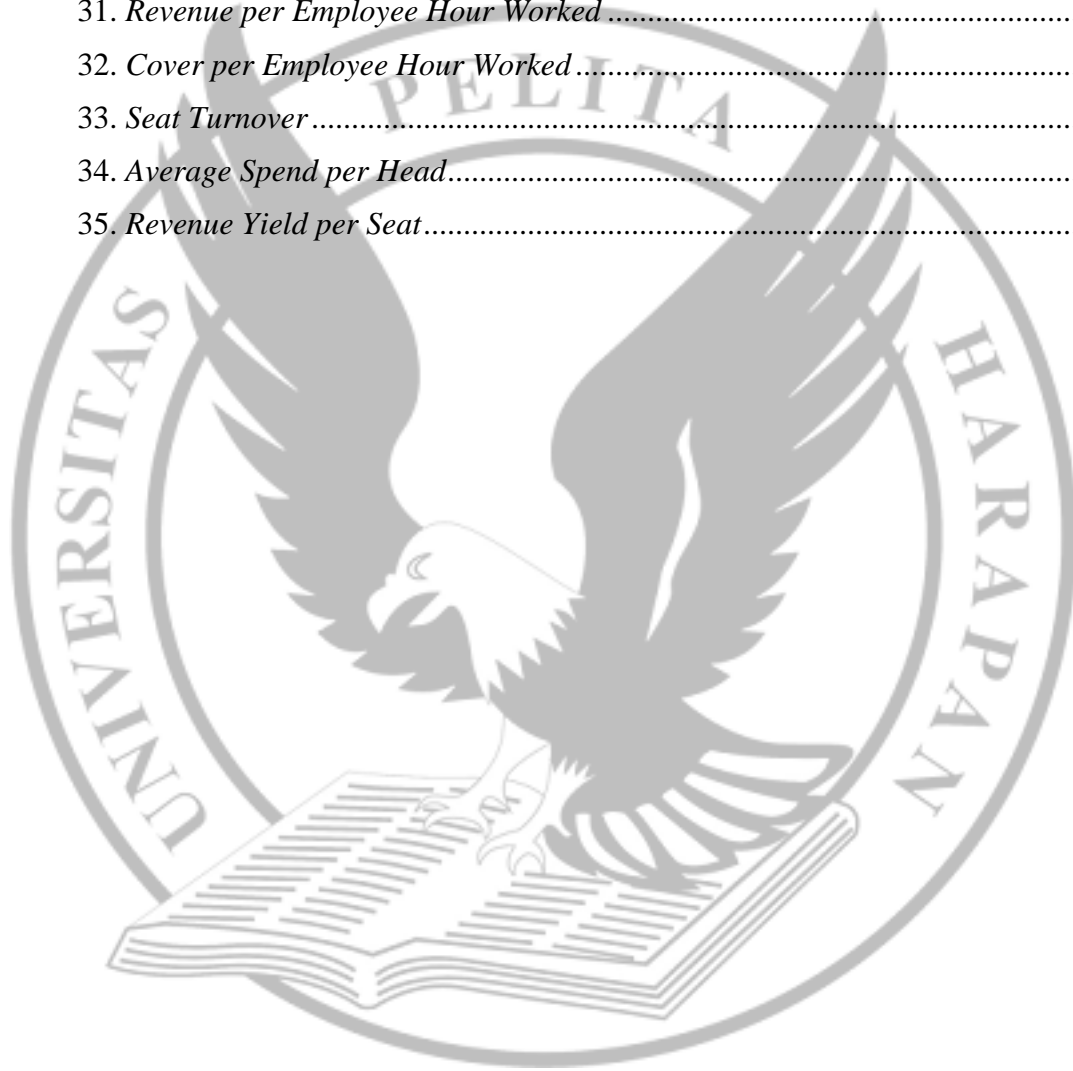 31. Revenue per Employee Hour Worked ............................................................
32. Cover per Employee Hour Worked ................................................................
33. Seat Turnover ................................................................................................
34. Average Spend per Head................................................................................
35. Revenue Yield per Seat...................................................................................
UNIVERSITAS PELITA HARAPAN